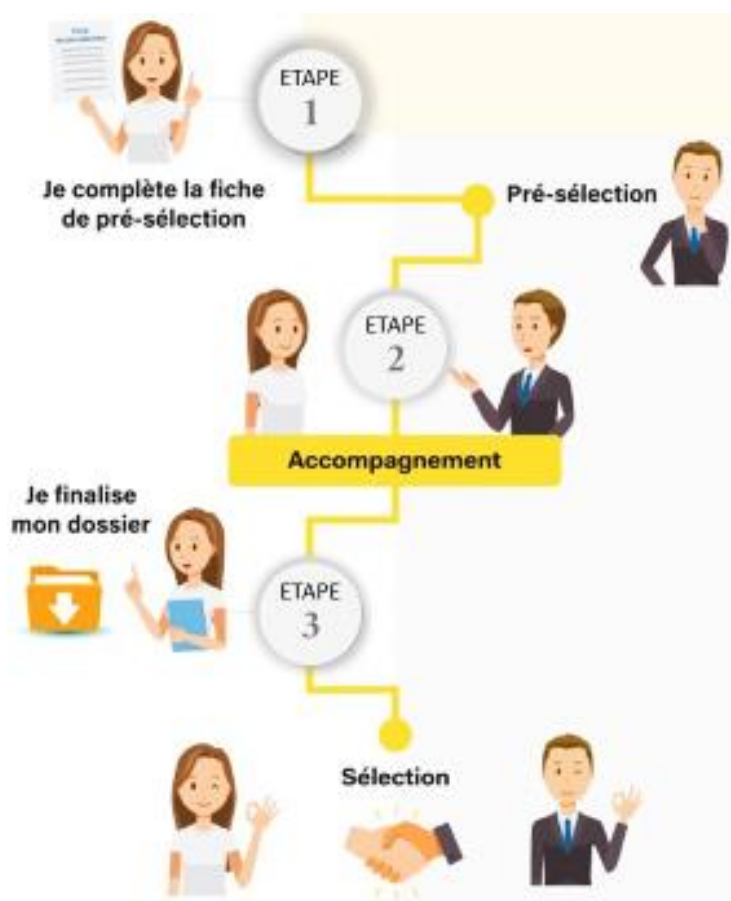 ETAPE
1
Je complète la fiche
de pré-sélection
Pré-sélection
ETAPE
2
Accompagnement
Je finalise
mon dossier
ETAPE
3
Sélection